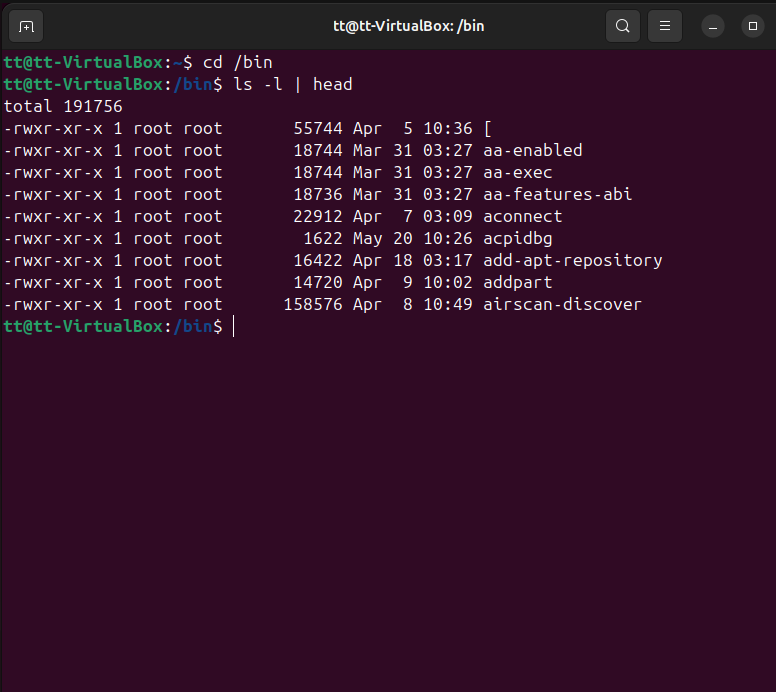 tt@tt-VirtualBox: /bin
tt@tt-VirtualBox:~$ cd /bin
tt@tt-VirtualBox:/bin$ ls -l | head
total 191756
-rwxr-xr-x 1 root root       55744 Apr  5 10:36 [
-rwxr-xr-x 1 root root       18744 Mar 31 03:27 aa-enabled
-rwxr-xr-x 1 root root       18744 Mar 31 03:27 aa-exec
-rwxr-xr-x 1 root root       18736 Mar 31 03:27 aa-features-abi
-rwxr-xr-x 1 root root       22912 Apr  7 03:09 aconnect
-rwxr-xr-x 1 root root        1622 May 20 10:26 acpidbg
-rwxr-xr-x 1 root root       16422 Apr 18 03:17 add-apt-repository
-rwxr-xr-x 1 root root       14720 Apr  9 10:02 addpart
-rwxr-xr-x 1 root root      158576 Apr  8 10:49 airscan-discover
tt@tt-VirtualBox:/bin$